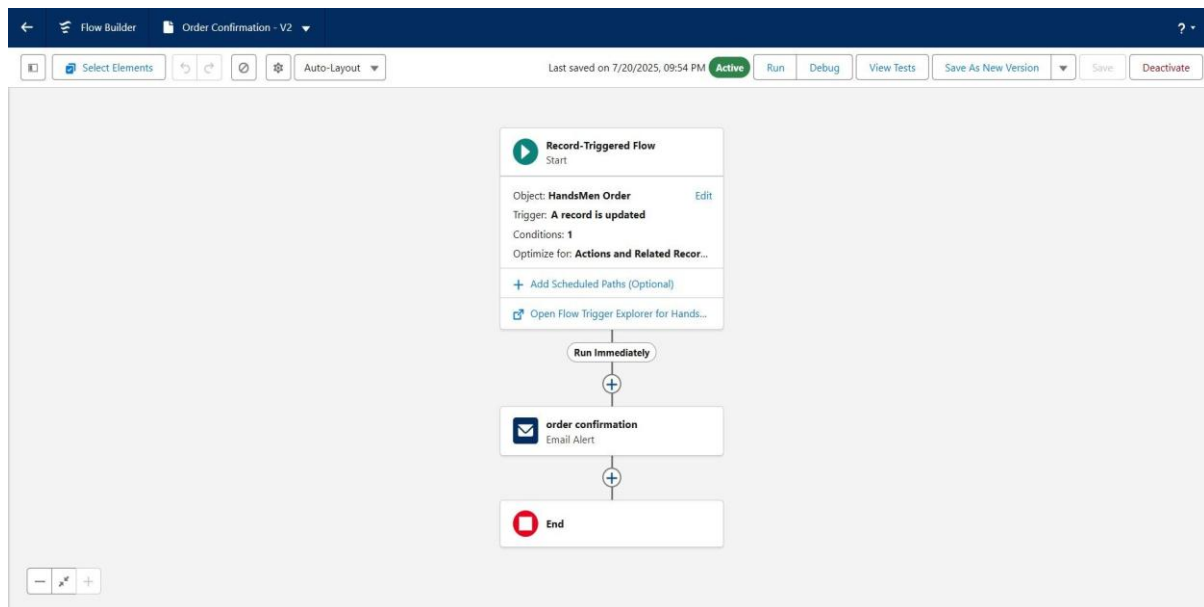 Flow Builder Order Confirmation - V2 ?
Select Elements Auto-Layout Last saved on 7/20/2025, 09:54 PM Active Run Debug View Tests Save As New Version Save Deactivate
Record-Triggered Flow
Start
Object: HandsMen Order Edit
Trigger: A record is updated
Conditions: 1
Optimize for: Actions and Related Recor...
+ Add Scheduled Paths (Optional)
Open Flow Trigger Explorer for Hands...
Run Immediately
order confirmation
Email Alert
End